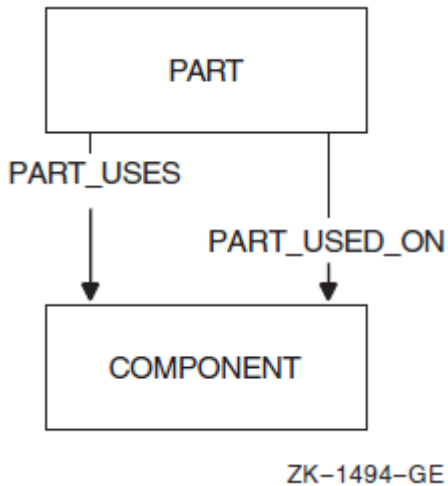 PART
PART_USES
PART_USED_ON
COMPONENT
ZK–1494–GE